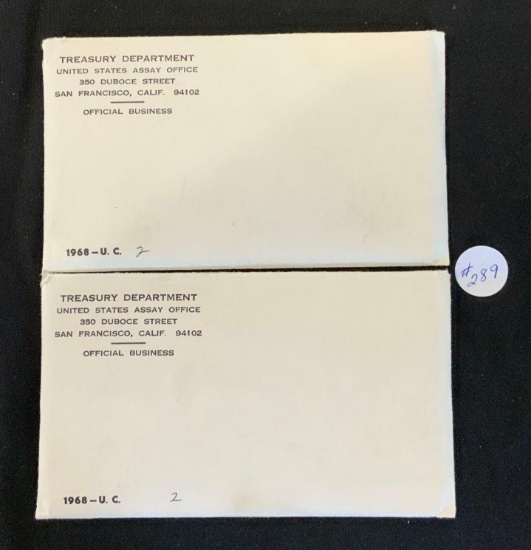 TREASURY DEPARTMENT
UNITED STATES ASSAY OFFICE
350 DUBOCE STREET
SAN FRANCISCO, CALIF. 94102
OFFICIAL BUSINESS
1968 – U. C. 2
#289
TREASURY DEPARTMENT
UNITED STATES ASSAY OFFICE
350 DUBOCE STREET
SAN FRANCISCO, CALIF. 94102
OFFICIAL BUSINESS
1968 – U. C. 2